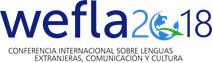 wefla2018
CONFERENCIA INTERNACIONAL SOBRE LENGUAS
EXTRANJERAS, COMUNICACIÓN Y CULTURA